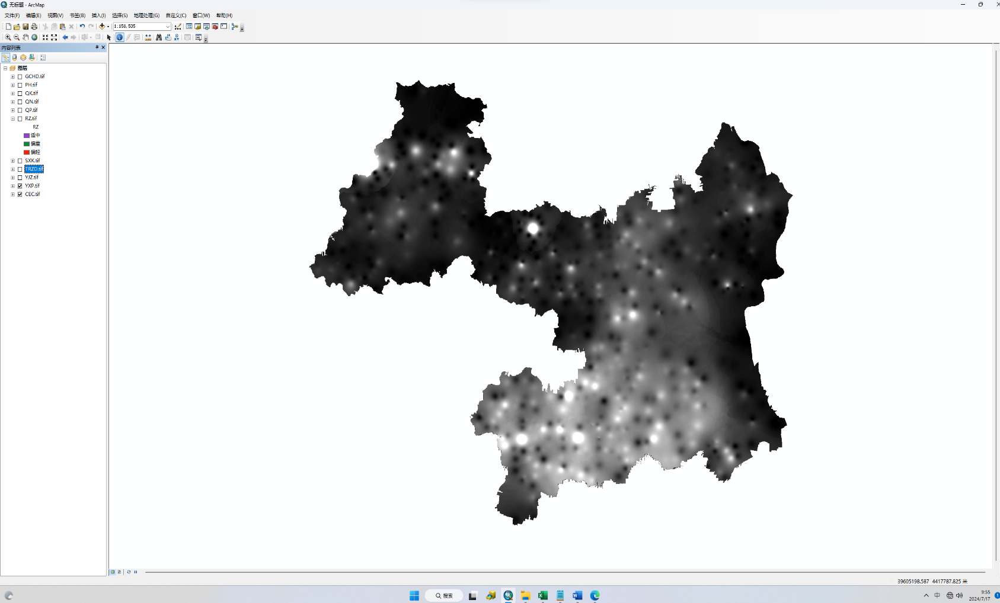 无标题 - ArcMap
文件(F) 编辑(E) 视图(V) 书签(B) 插入(I) 选择(S) 地理处理(G) 自定义(C) 窗口(W) 帮助(H)
1:156,505
内容列表
图层
GCHD.tif
PH.tif
QK.tif
QN.tif
QP.tif
RZ.tif
RZ
适中
偏重
偏轻
SXK.tif
TRZD.tif
YJZ.tif
YXP.tif
CEC.tif
39605198.587 4417787.825 米
搜索
中
9:55
2024/7/17